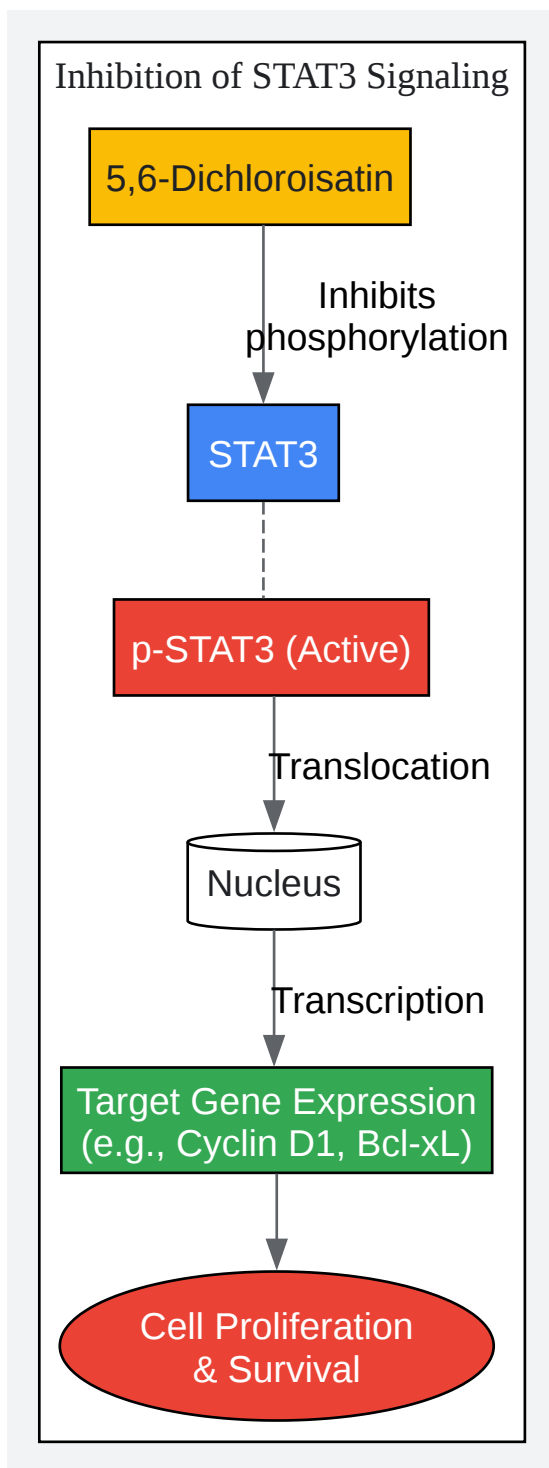 Inhibition of STAT3 Signaling
5,6-Dichloroisatin
Inhibits
phosphorylation
STAT3
p-STAT3 (Active)
Translocation
Nucleus
Transcription
Target Gene Expression
(e.g., Cyclin D1, Bcl-xL)
Cell Proliferation
& Survival